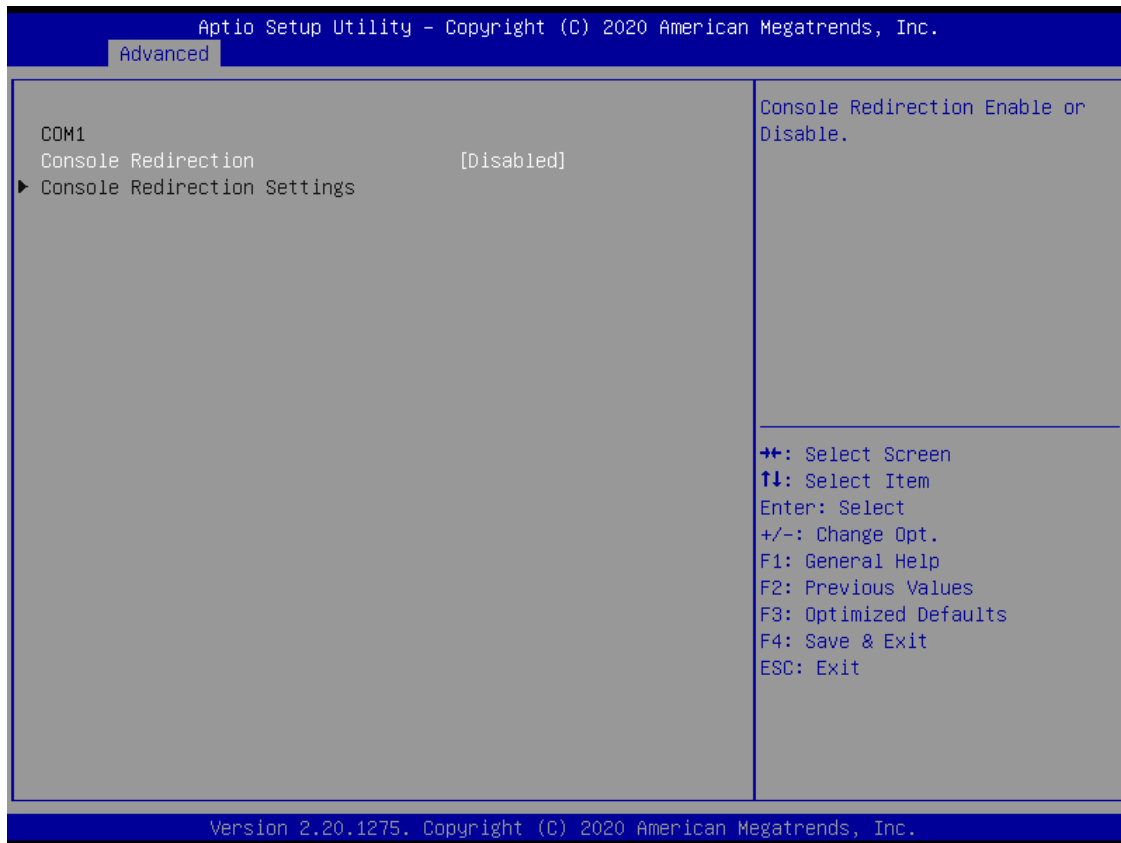 Aptio Setup Utility – Copyright (C) 2020 American Megatrends, Inc.
Advanced
COM1
Console Redirection [Disabled]
▶ Console Redirection Settings
Console Redirection Enable or
Disable.
→←: Select Screen
↑↓: Select Item
Enter: Select
+/-: Change Opt.
F1: General Help
F2: Previous Values
F3: Optimized Defaults
F4: Save & Exit
ESC: Exit
Version 2.20.1275. Copyright (C) 2020 American Megatrends, Inc.